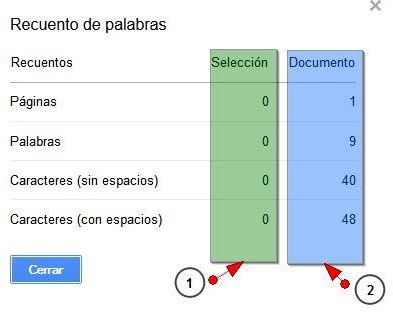 ×
Recuento de palabras
Recuentos Selección Documento
Páginas 0 1
Palabras 0 9
Caracteres (sin espacios) 0 40
Caracteres (con espacios) 0 48
Cerrar
1 2